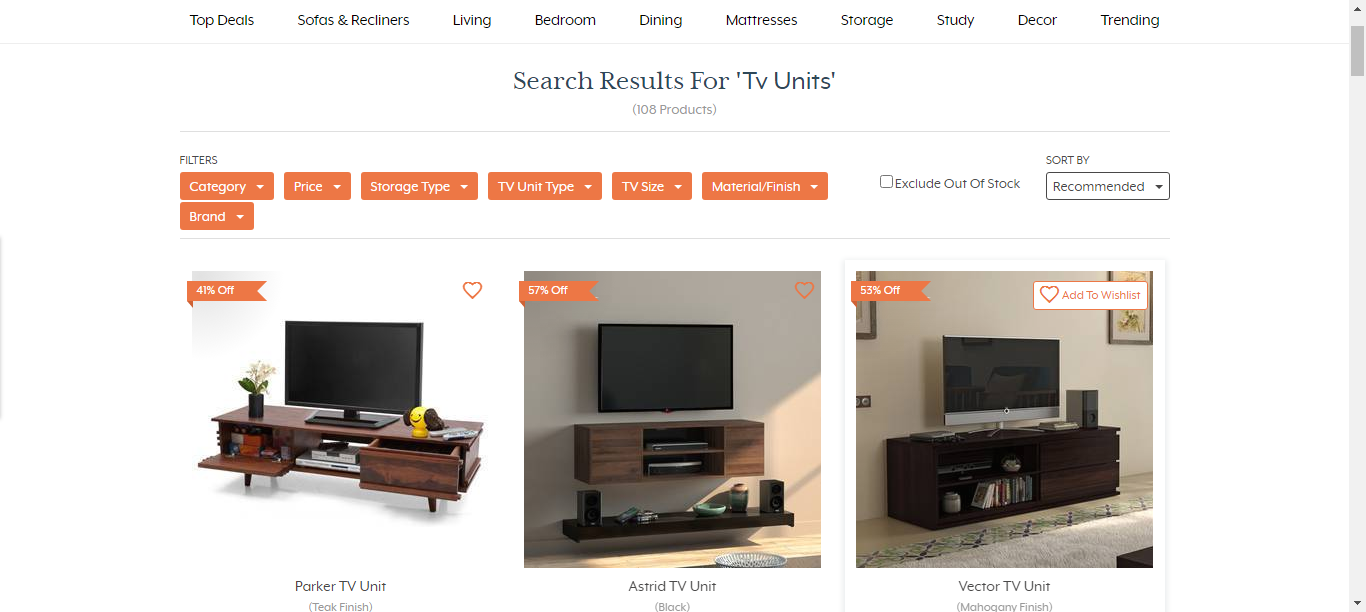 Top Deals Sofas & Recliners Living Bedroom Dining Mattresses Storage Study Decor Trending
Search Results For 'Tv Units'
(108 Products)
FILTERS
SORT BY
Category Price Storage Type TV Unit Type TV Size Material/Finish
Exclude Out Of Stock
Recommended
Brand
41% Off
57% Off
53% Off
Add To Wishlist
Parker TV Unit
(Teak Finish)
Astrid TV Unit
(Black)
Vector TV Unit
(Mahogany Finish)